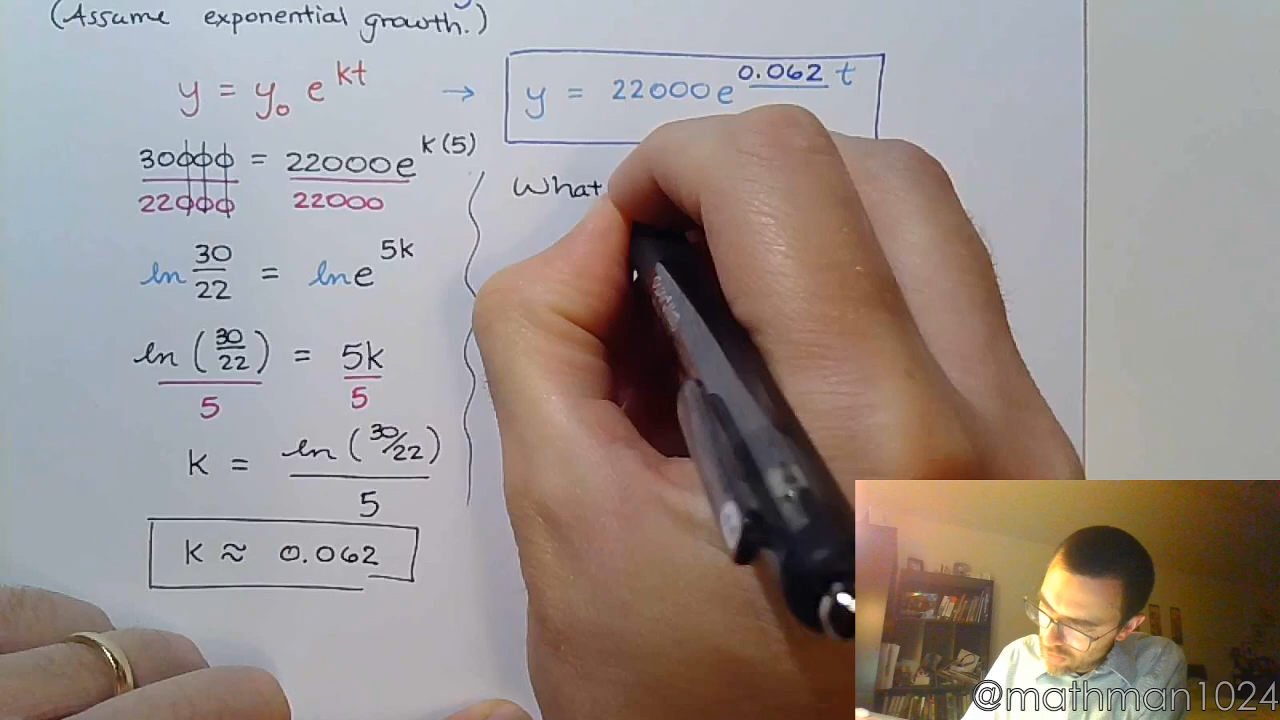 (Assume exponential growth.)
y = y₀ e^kt → y = 22000e^0.062 t
30000 = 22000e^k(5)
22000 22000
What
ln 30/22 = ln e^5k
ln (30/22) = 5k
5 5
k = ln (30/22)
5
k ≈ 0.062
@mathman1024